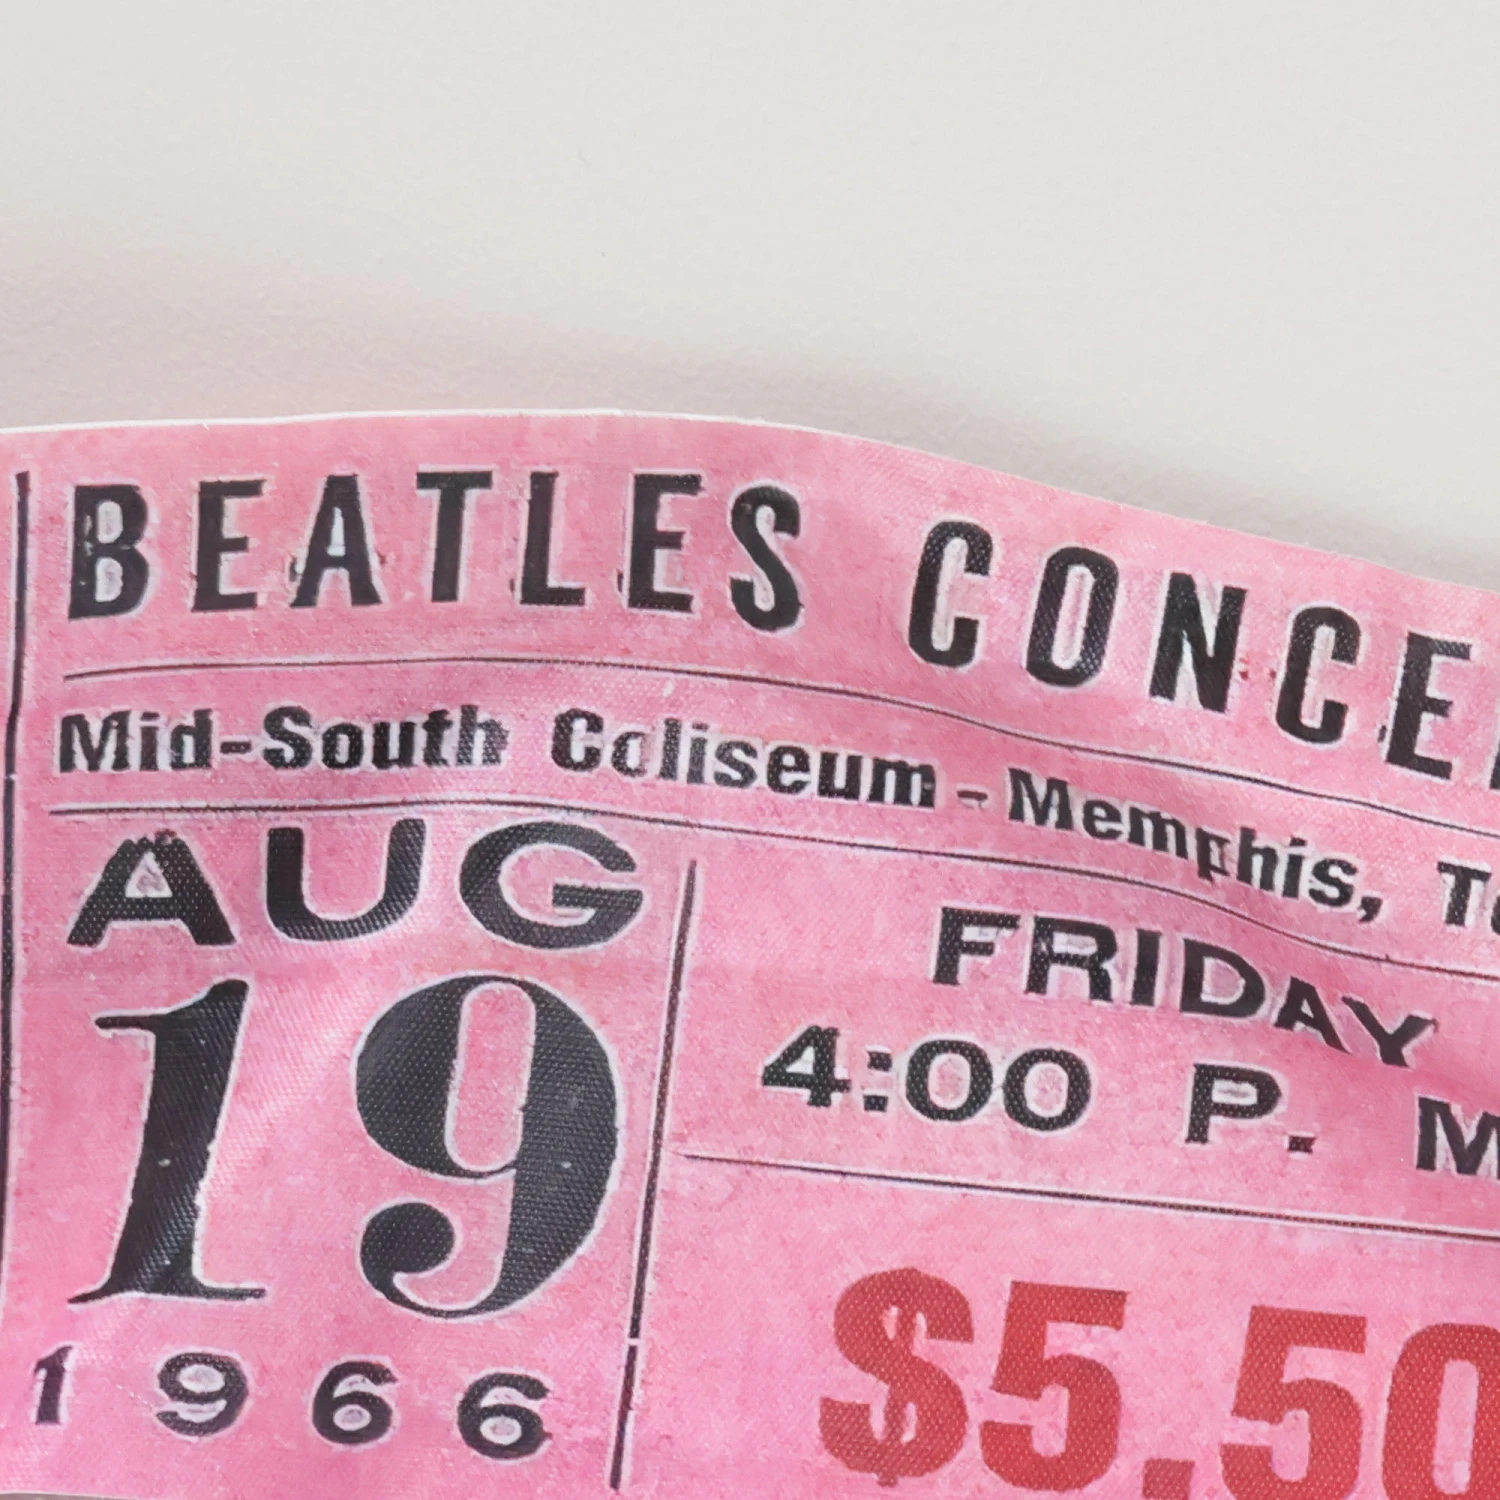 BEATLES CONCE
Mid-South Coliseum - Memphis,
AUG
19
1966
FRIDAY
4:00 P. M
$5.50